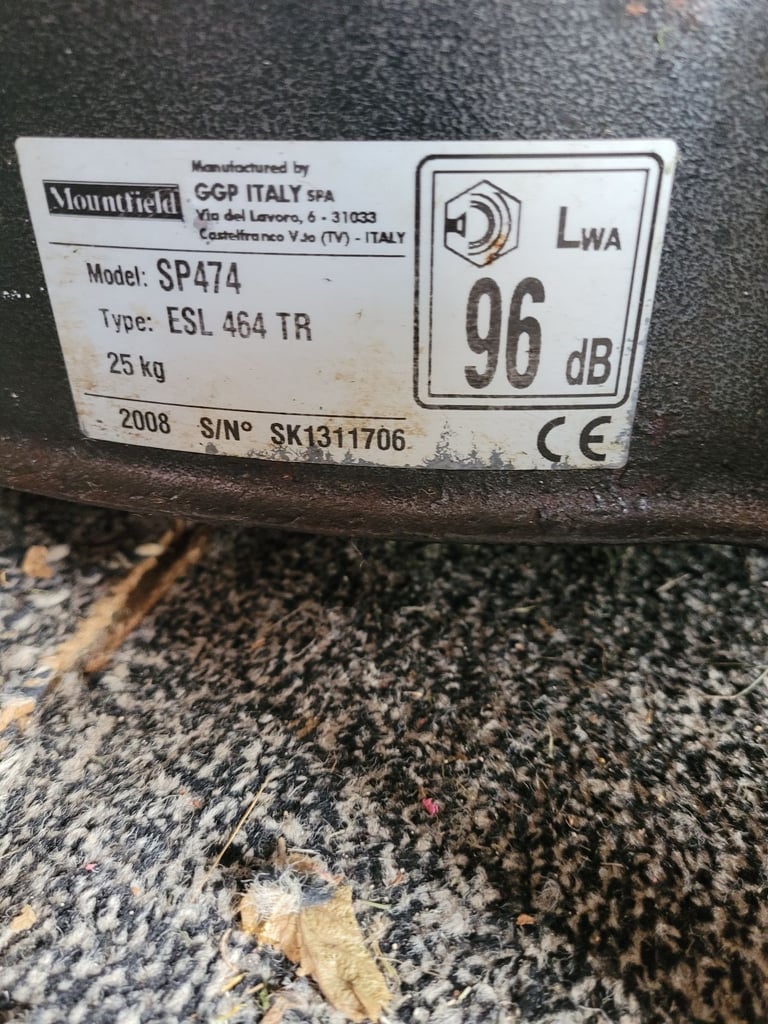 Mountfield
Manufactured by
GGP ITALY SPA
Via del Lavoro, 6 - 31033
Castelfranco V.to (TV) - ITALY
Model: SP474
Type: ESL 464 TR
25 kg
2008 S/N° SK1311706
LWA
96 dB
CE